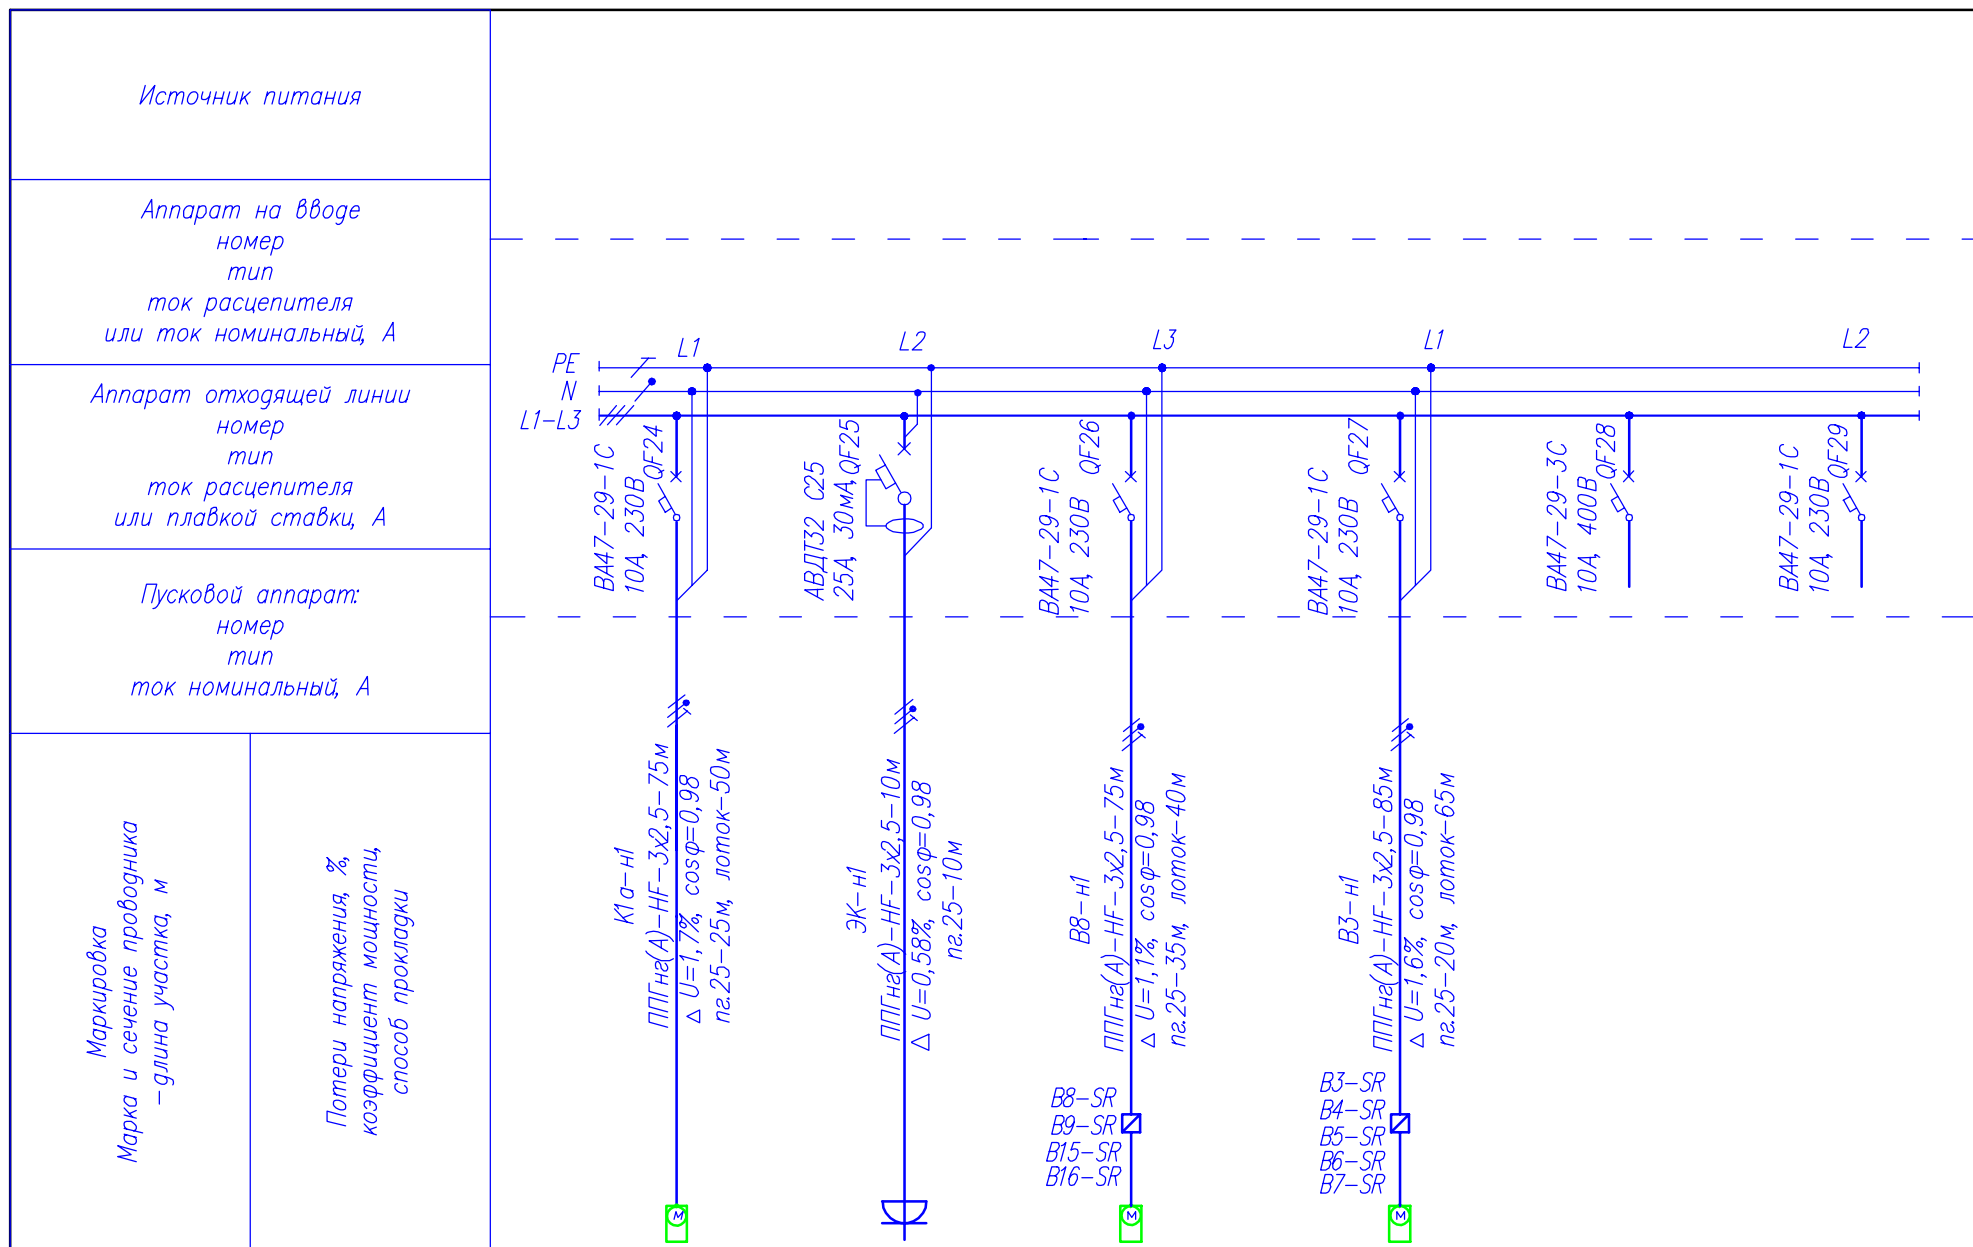 Источник питания
Аппарат на вводе
номер
тип
ток расцепителя
или ток номинальный, А
Аппарат отходящей линии
номер
тип
ток расцепителя
или плавкой ставки, А
Пусковой аппарат:
номер
тип
ток номинальный, А
Маркировка
Марка и сечение проводника
-длина участка, м
Потери напряжения, %,
коэффициент мощности,
способ прокладки
PE
N
L1-L3
L1
L2
L3
L1
L2
ВА47-29-1С
10А, 230В
QF24
АВДТ32 С25
25А, 30мА,
QF25
ВА47-29-1С
10А, 230В
QF26
ВА47-29-1С
10А, 230В
QF27
ВА47-29-3С
10А, 400В
QF28
ВА47-29-1С
10А, 230В
QF29
К1а-н1
ППГнг(А)-HF-3х2,5-75м
Δ U=1,7%, cosφ=0,98
пг.25-25м, лоток-50м
ЭК-н1
ППГнг(А)-HF-3х2,5-10м
Δ U=0,58%, cosφ=0,98
пг.25-10м
В8-н1
ППГнг(А)-HF-3х2,5-75м
Δ U=1,1%, cosφ=0,98
пг.25-35м, лоток-40м
В3-н1
ППГнг(А)-HF-3х2,5-85м
Δ U=1,6%, cosφ=0,98
пг.25-20м, лоток-65м
В8-SR
В9-SR
В15-SR
В16-SR
В3-SR
В4-SR
В5-SR
В6-SR
В7-SR
М
М
М